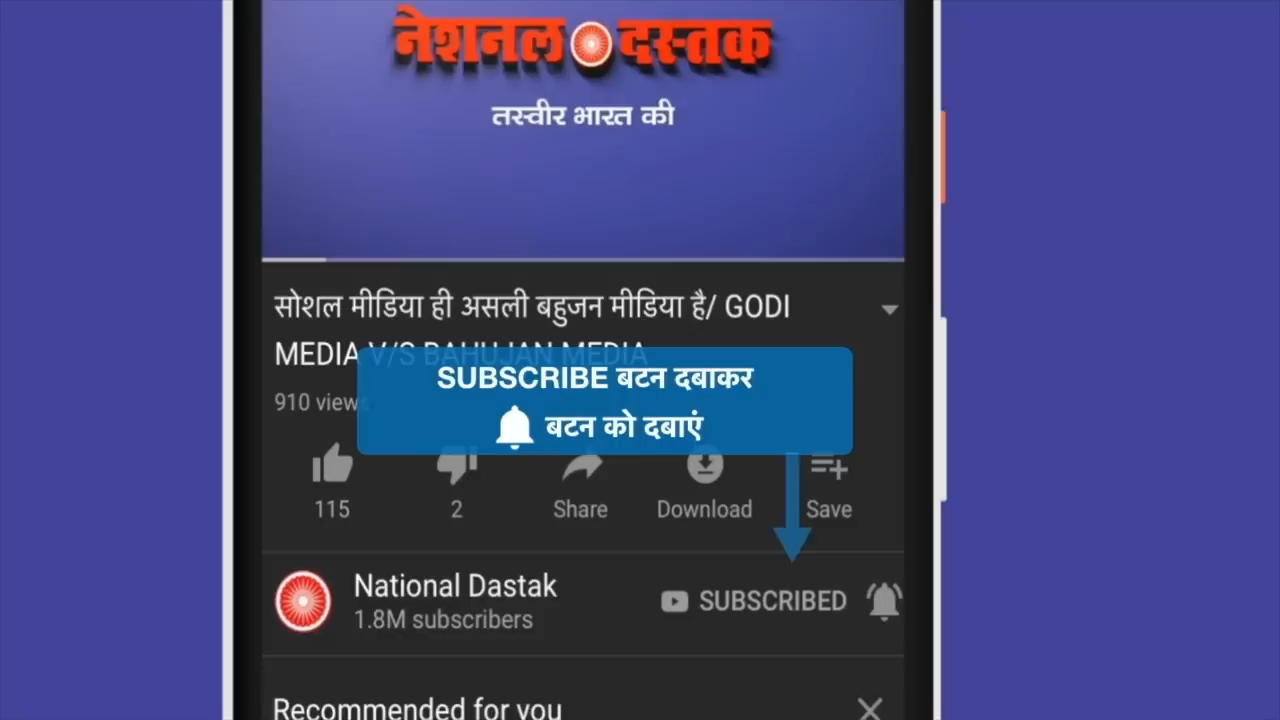 नेशनल दस्तक
तस्वीर भारत की
सोशल मीडिया ही असली बहुजन मीडिया है/ GODI
MEDIA V/S BAHUJAN MEDIA
SUBSCRIBE बटन दबाकर
बटन को दबाएं
910 views
115
2
Share
Download
Save
National Dastak
1.8M subscribers
SUBSCRIBED
Recommended for you